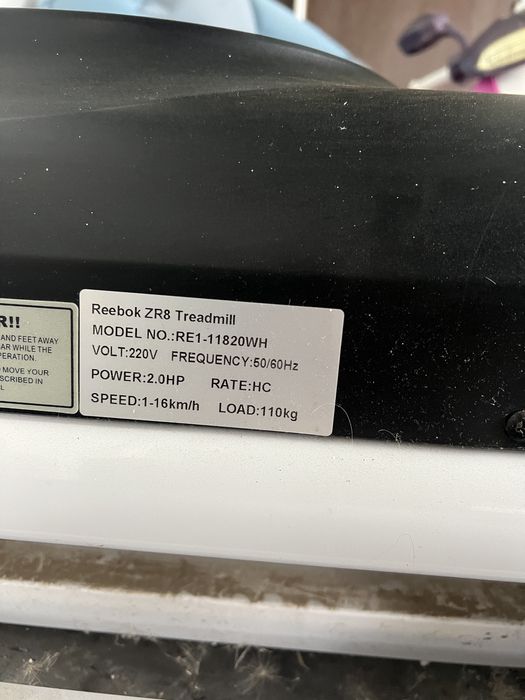 R!!
AND FEET AWAY
AR WHILE THE
PERATION.
MOVE YOUR
SCRIBED IN
Reebok ZR8 Treadmill
MODEL NO.:RE1-11820WH
VOLT:220V FREQUENCY:50/60Hz
POWER:2.0HP RATE:HC
SPEED:1-16km/h LOAD:110kg